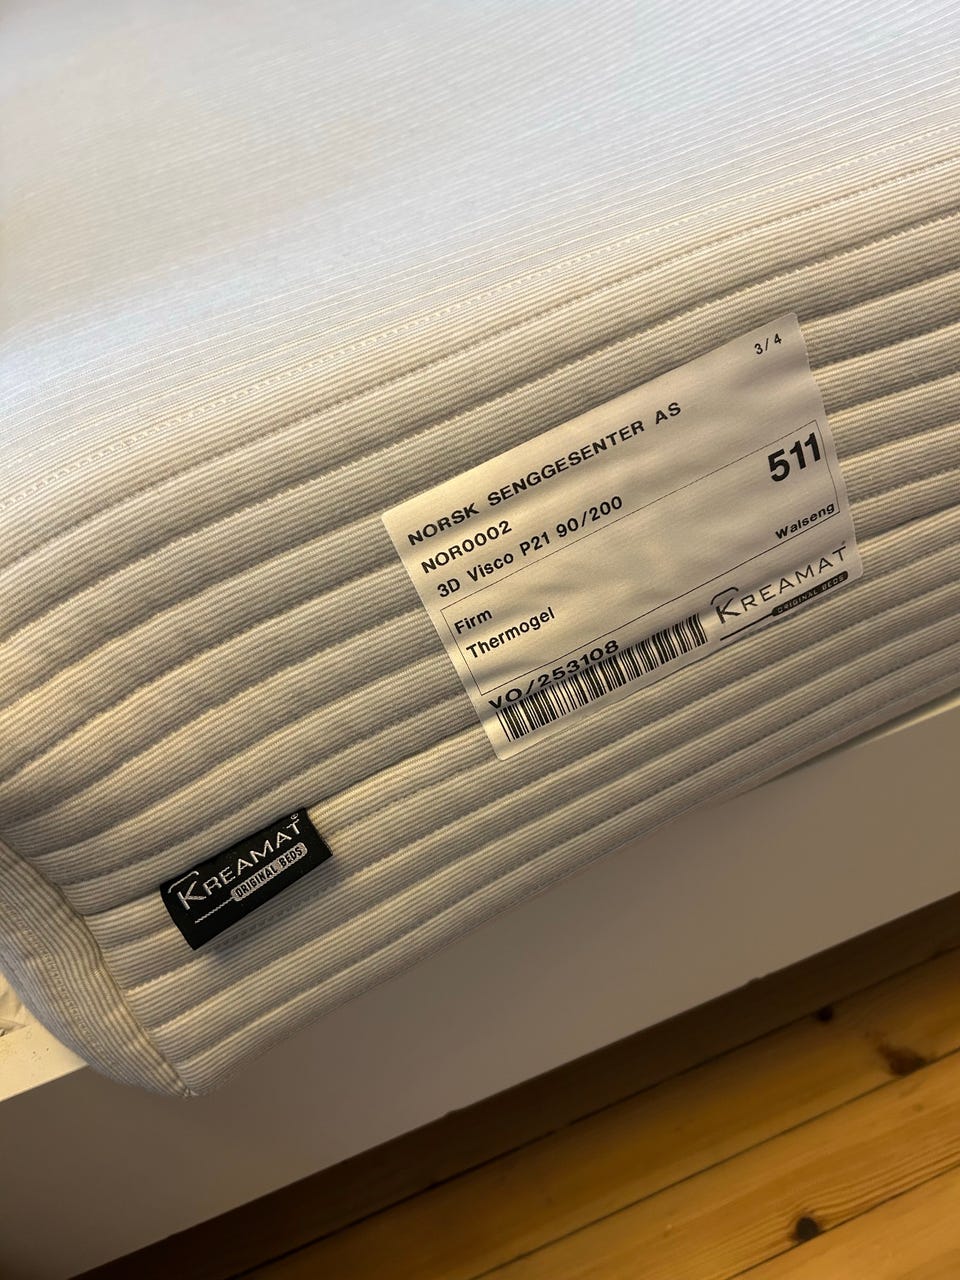 3/4
NORSK SENGGESENTER AS
NOR0002
3D Visco P21 90/200
511
Firm
Walseng
Thermogel
VO/253108
KREAMAT
ORIGINAL BEDS
KREAMAT®
ORIGINAL BEDS